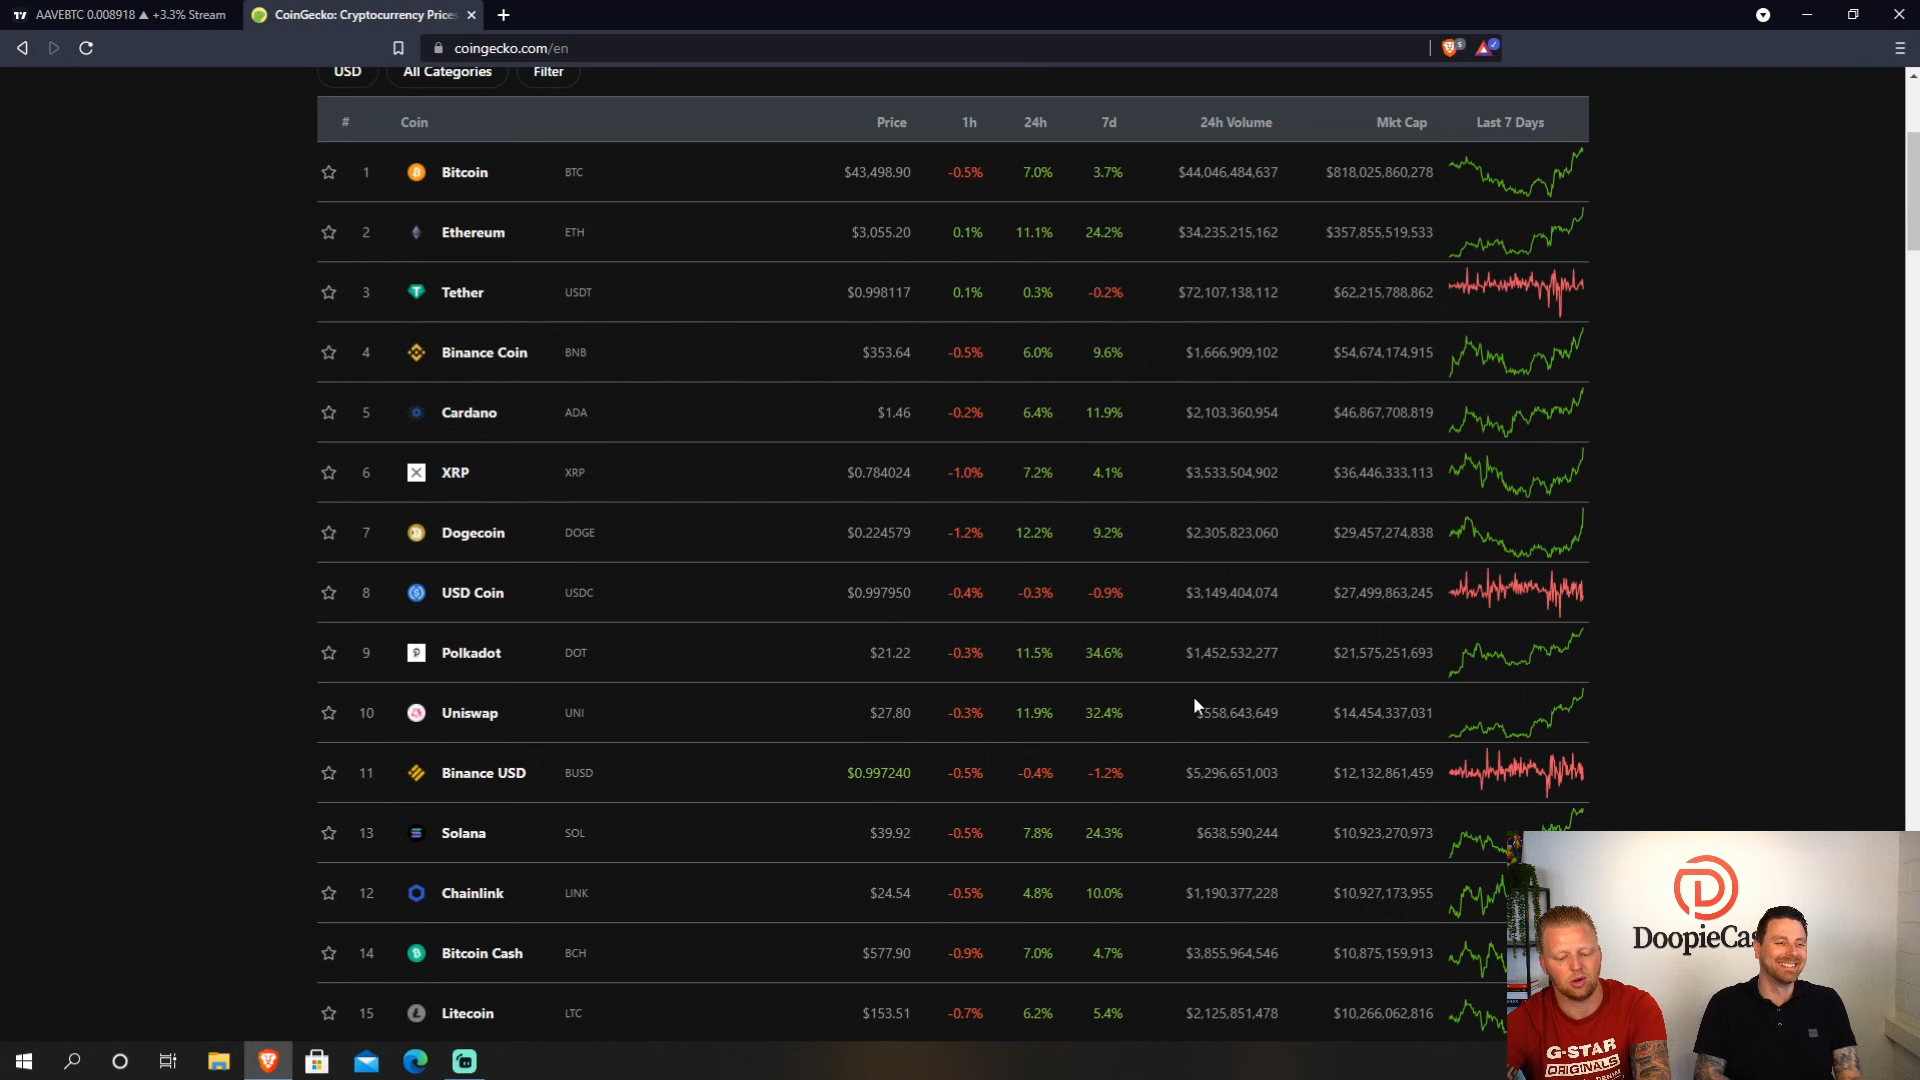 AAVEBTC 0.008918 ▲ +3.3% Stream
CoinGecko: Cryptocurrency Prices
coingecko.com/en
USD All Categories Filter
# Coin Price 1h 24h 7d 24h Volume Mkt Cap Last 7 Days
1 Bitcoin BTC $43,498.90 -0.5% 7.0% 3.7% $44,046,484,637 $818,025,860,278
2 Ethereum ETH $3,055.20 0.1% 11.1% 24.2% $34,235,215,162 $357,855,519,533
3 Tether USDT $0.998117 0.1% 0.3% -0.2% $72,107,138,112 $62,215,788,862
4 Binance Coin BNB $353.64 -0.5% 6.0% 9.6% $1,666,909,102 $54,674,174,915
5 Cardano ADA $1.46 -0.2% 6.4% 11.9% $2,103,360,954 $46,867,708,819
6 XRP XRP $0.784024 -1.0% 7.2% 4.1% $3,533,504,902 $36,446,333,113
7 Dogecoin DOGE $0.224579 -1.2% 12.2% 9.2% $2,305,823,060 $29,457,274,838
8 USD Coin USDC $0.997950 -0.4% -0.3% -0.9% $3,149,404,074 $27,499,863,245
9 Polkadot DOT $21.22 -0.3% 11.5% 34.6% $1,452,532,277 $21,575,251,693
10 Uniswap UNI $27.80 -0.3% 11.9% 32.4% $558,643,649 $14,454,337,031
11 Binance USD BUSD $0.997240 -0.5% -0.4% -1.2% $5,296,651,003 $12,132,861,459
13 Solana SOL $39.92 -0.5% 7.8% 24.3% $638,590,244 $10,923,270,973
12 Chainlink LINK $24.54 -0.5% 4.8% 10.0% $1,190,377,228 $10,927,173,955
14 Bitcoin Cash BCH $577.90 -0.9% 7.0% 4.7% $3,855,964,546 $10,875,159,913
15 Litecoin LTC $153.51 -0.7% 6.2% 5.4% $2,125,851,478 $10,266,062,816
DoopieCas
G-STAR
ORIGINALS